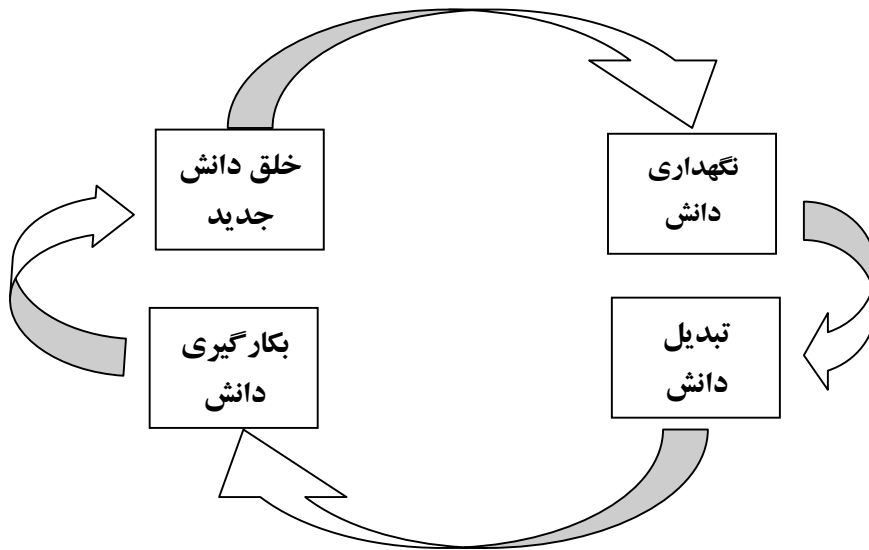 خلق دانش
جدید
نگهداری
دانش
تبدیل
دانش
بکارگیری
دانش